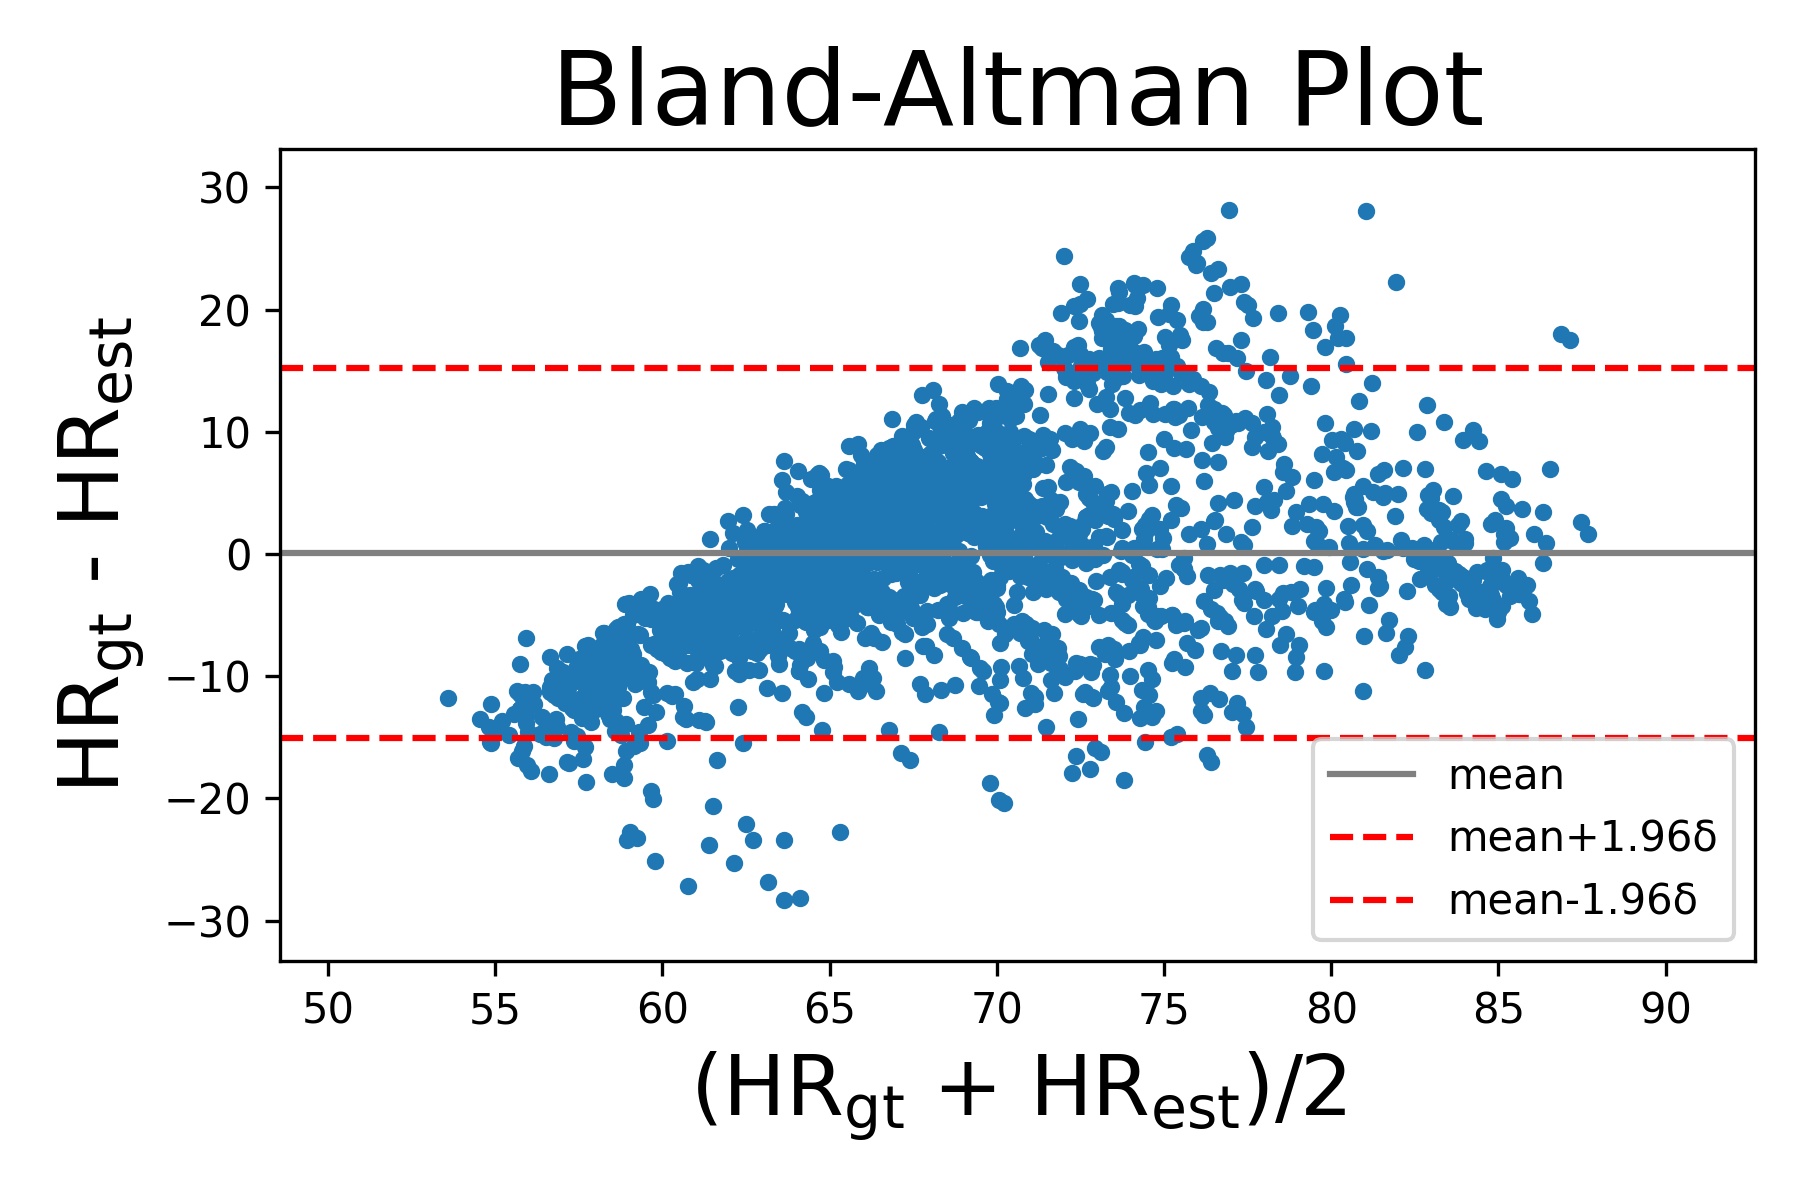 Bland-Altman Plot
HRgt - HRest
30
20
10
0
−10
−20
−30
mean
mean+1.96δ
mean-1.96δ
50 55 60 65 70 75 80 85 90
(HRgt + HRest)/2